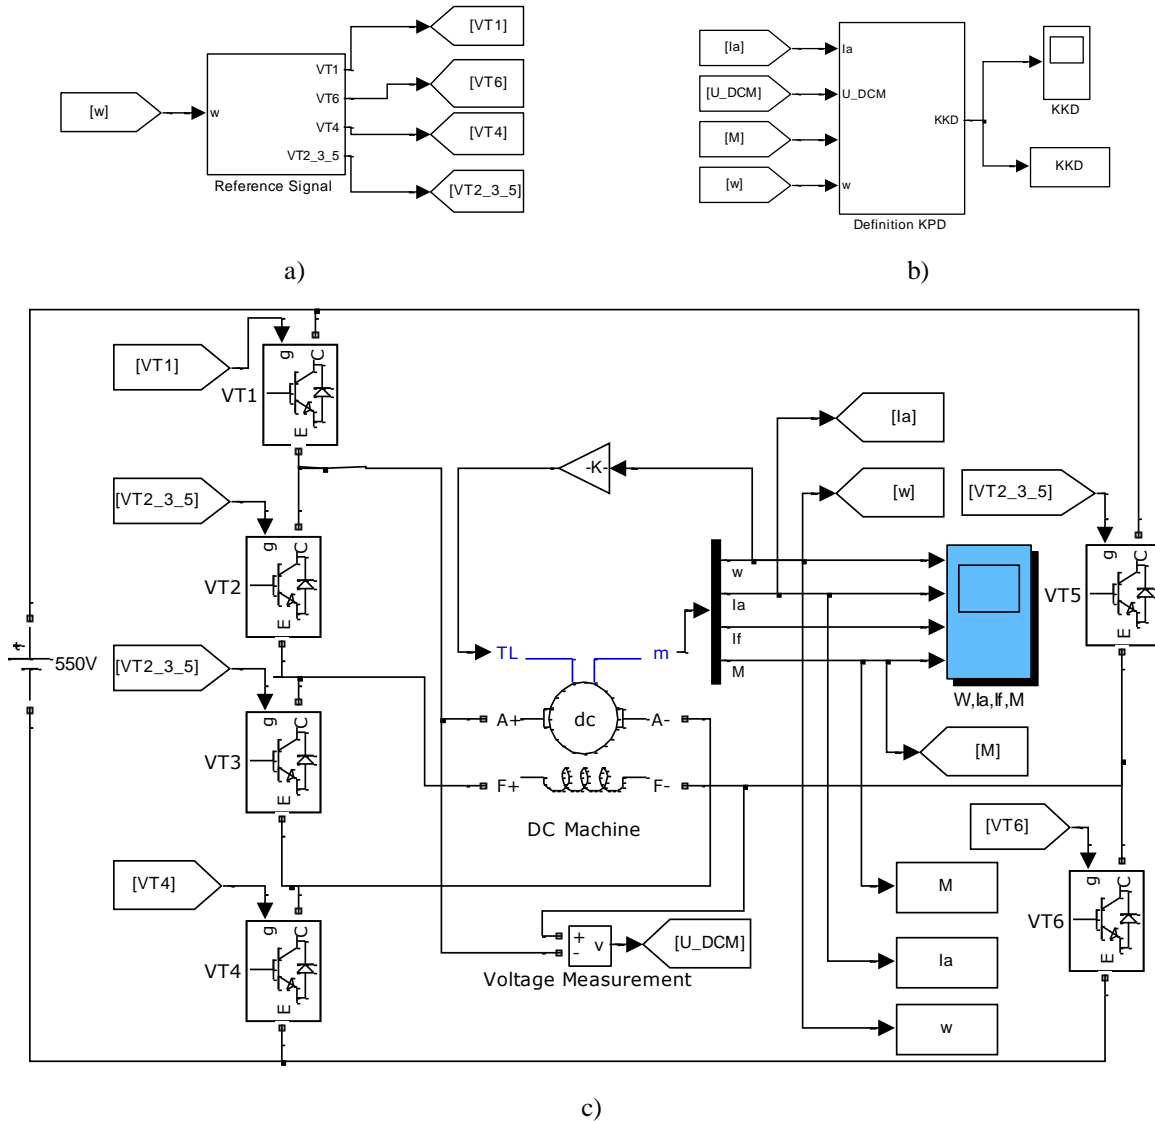 [w]
w
VT1
VT6
VT4
VT2_3_5
Reference Signal
[VT1]
[VT6]
[VT4]
[VT2_3_5]
a)
[Ia]
[U_DCM]
[M]
[w]
Ia
U_DCM
w
KKD
Definition KPD
KKD
KKD
b)
[VT1]
g
C
E
VT1
[VT2_3_5]
g
C
E
VT2
[VT2_3_5]
g
C
E
VT3
[VT4]
g
C
E
VT4
+
550V
-K-
TL
m
A+
dc
A-
F+
F-
DC Machine
w
Ia
If
M
[Ia]
[w]
W,Ia,If,M
[M]
[VT2_3_5]
g
C
E
VT5
[VT6]
g
C
E
VT6
+
-
v
[U_DCM]
Voltage Measurement
M
Ia
w
c)